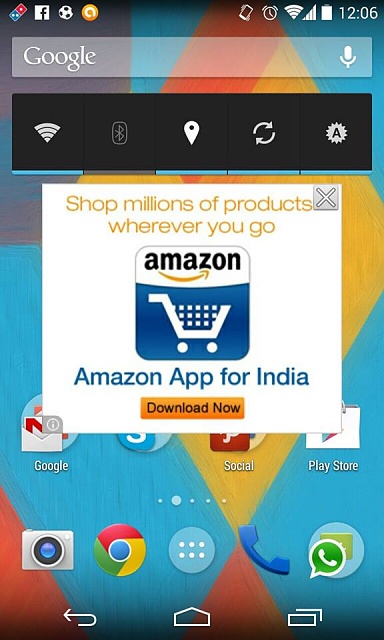 12:06
Google
Shop millions of products
wherever you go
amazon
Amazon App for India
Download Now
Google
Social
Play Store